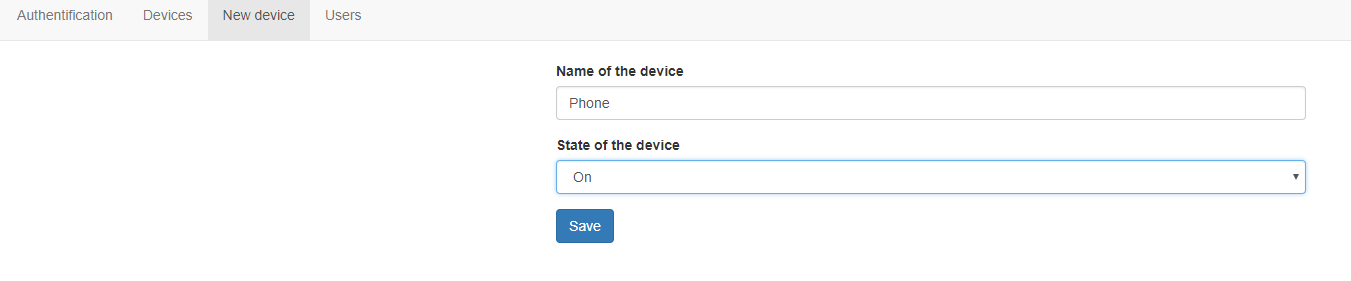 Authentification Devices New device Users
Name of the device
Phone
State of the device
On
Save